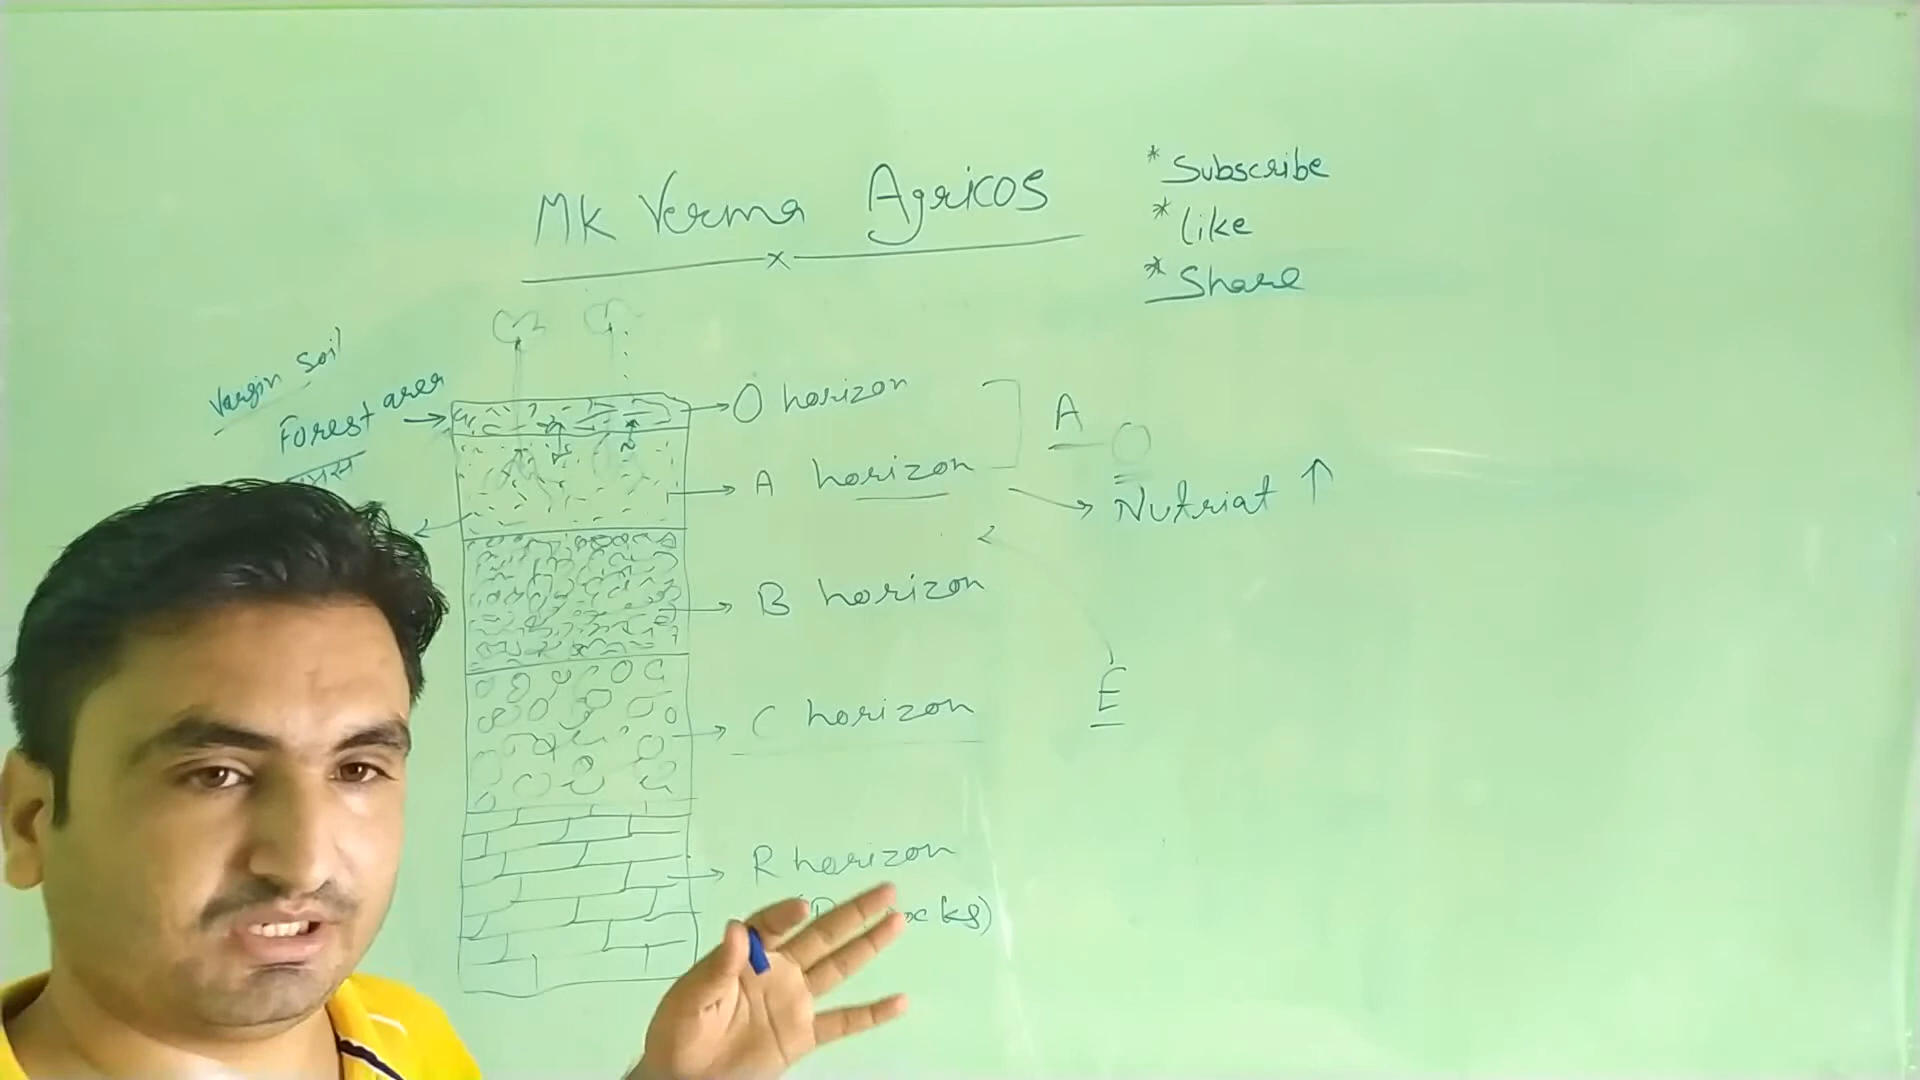 MK Verma Agricos
x
* Subscribe
* like
* Share
Vergin soil
Forest area
O horizon
A horizon
A
O
Nutriat ↑
B horizon
E
C horizon
R horizon